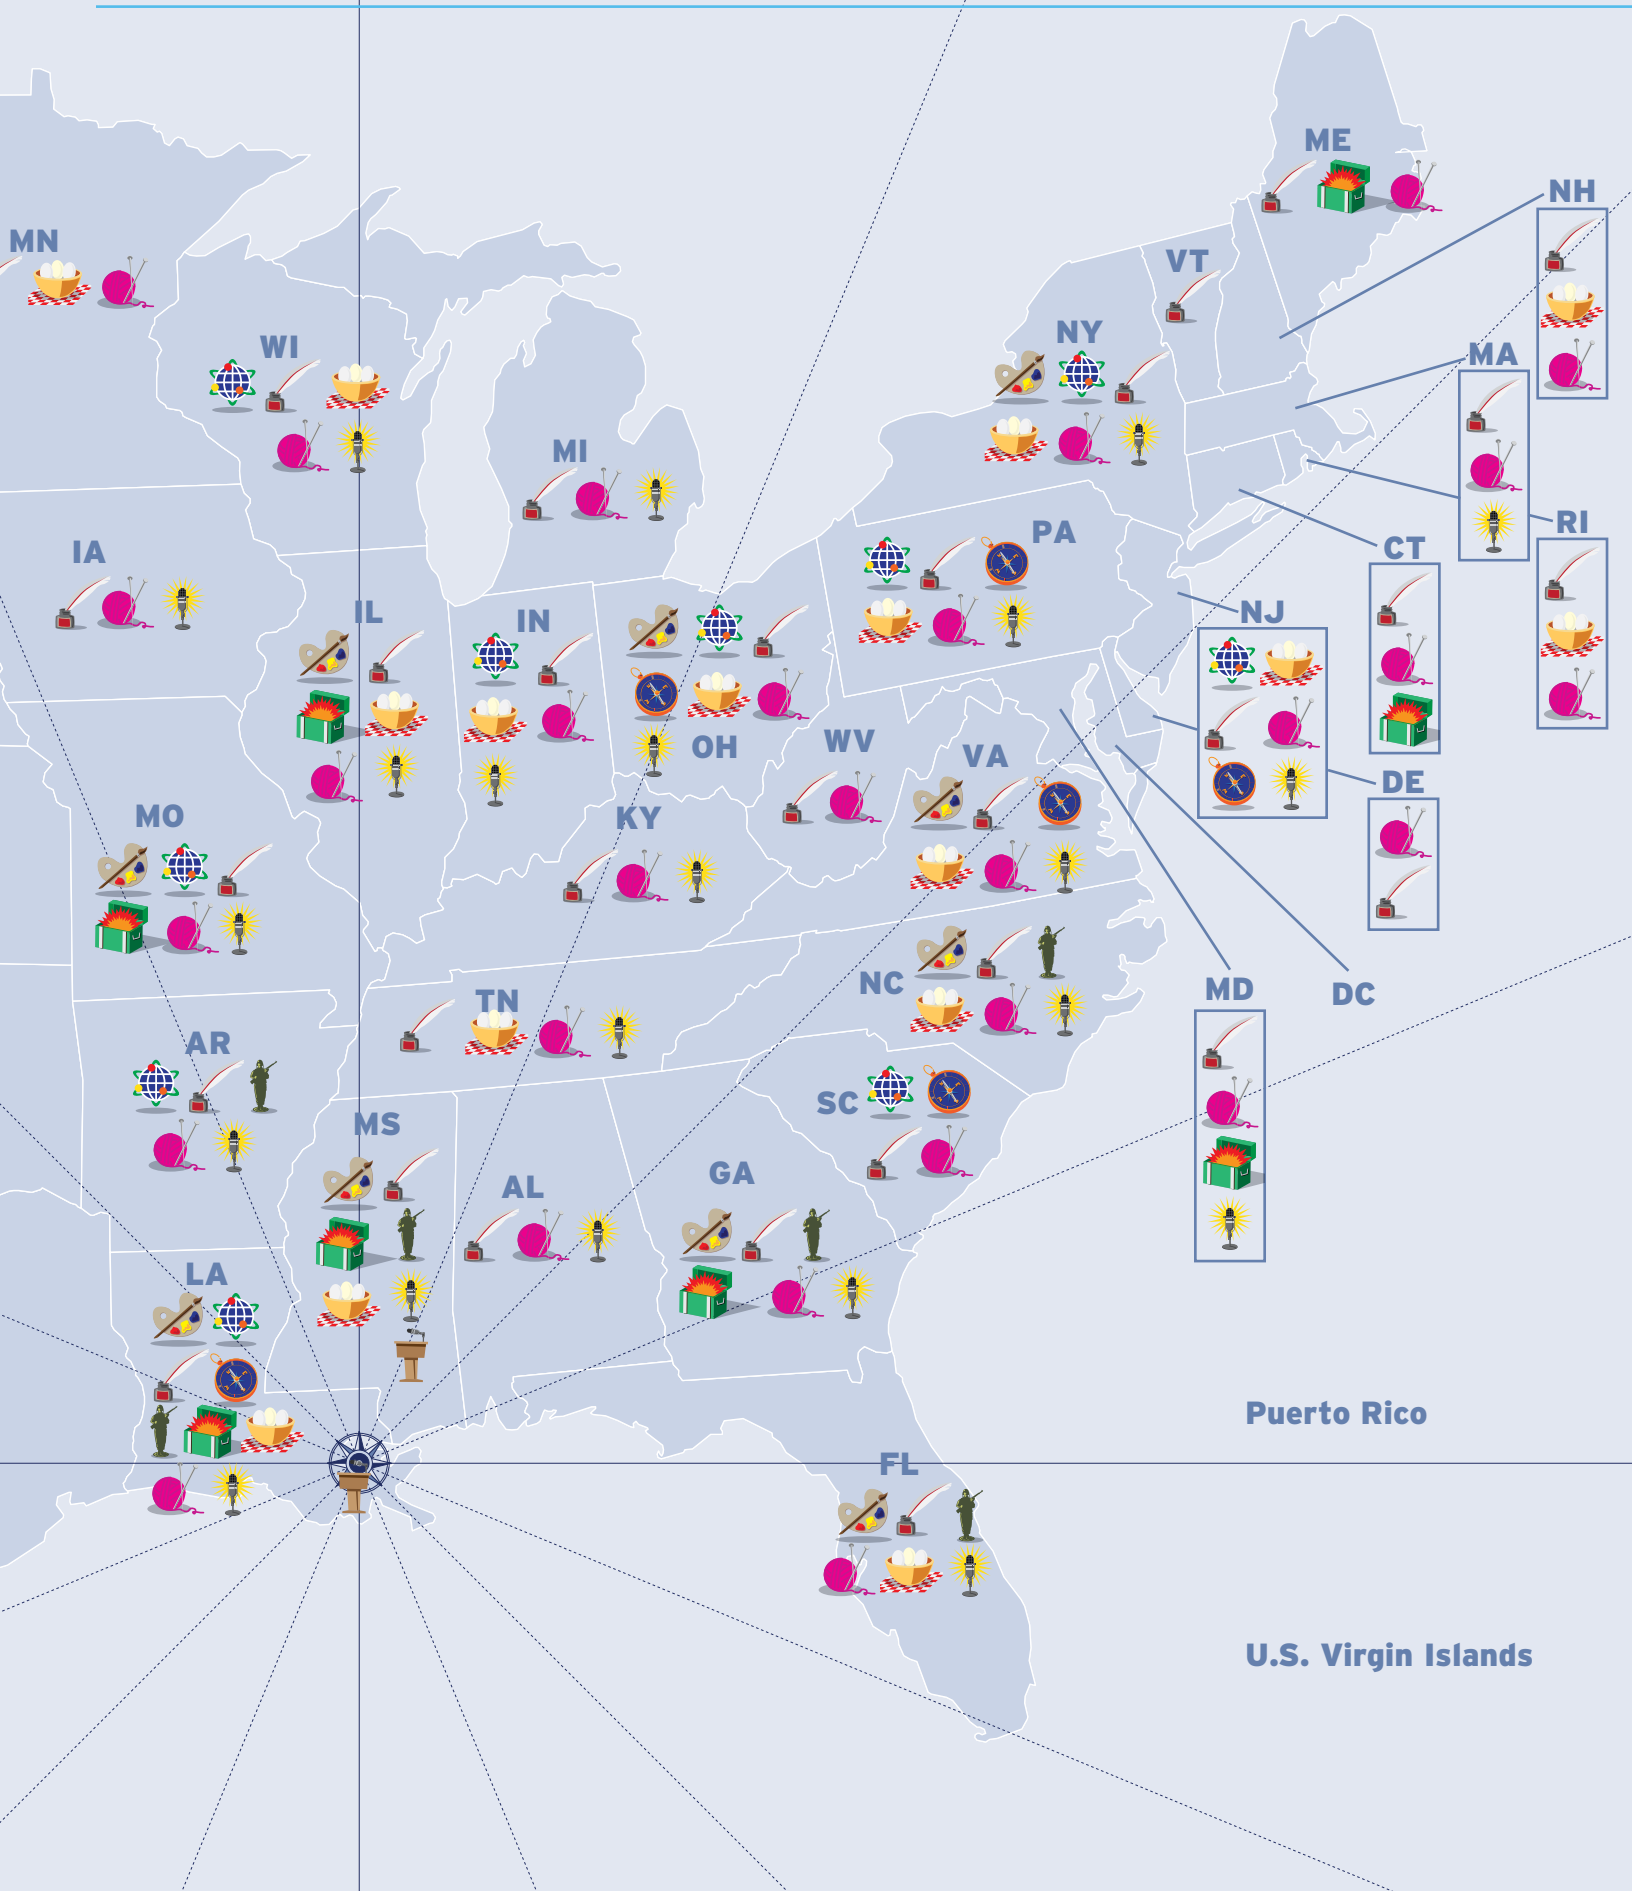 ME
NH
MN
VT
NY
WI
MA
MI
PA
RI
IA
CT
IL
IN
NJ
OH
WV
VA
DE
MO
KY
NC
MD
DC
TN
AR
SC
MS
GA
AL
LA
Puerto Rico
FL
U.S. Virgin Islands